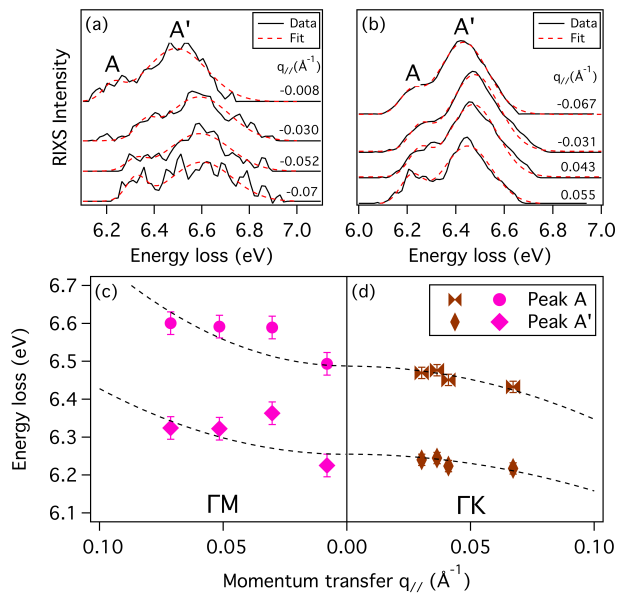 (a)
A
A'
Data
Fit
q//(Å-1)
-0.008
-0.030
-0.052
-0.07
RIXS Intensity
6.2 6.4 6.6 6.8 7.0
Energy loss (eV)
(b)
A
A'
Data
Fit
q//(Å-1)
-0.067
-0.031
0.043
0.055
6.0 6.2 6.4 6.6 6.8 7.0
Energy loss (eV)
(c)
(d)
Peak A
Peak A'
6.7
6.6
6.5
6.4
6.3
6.2
6.1
Energy loss (eV)
ΓM
ΓK
0.10 0.05 0.00 0.05 0.10
Momentum transfer q// (Å-1)